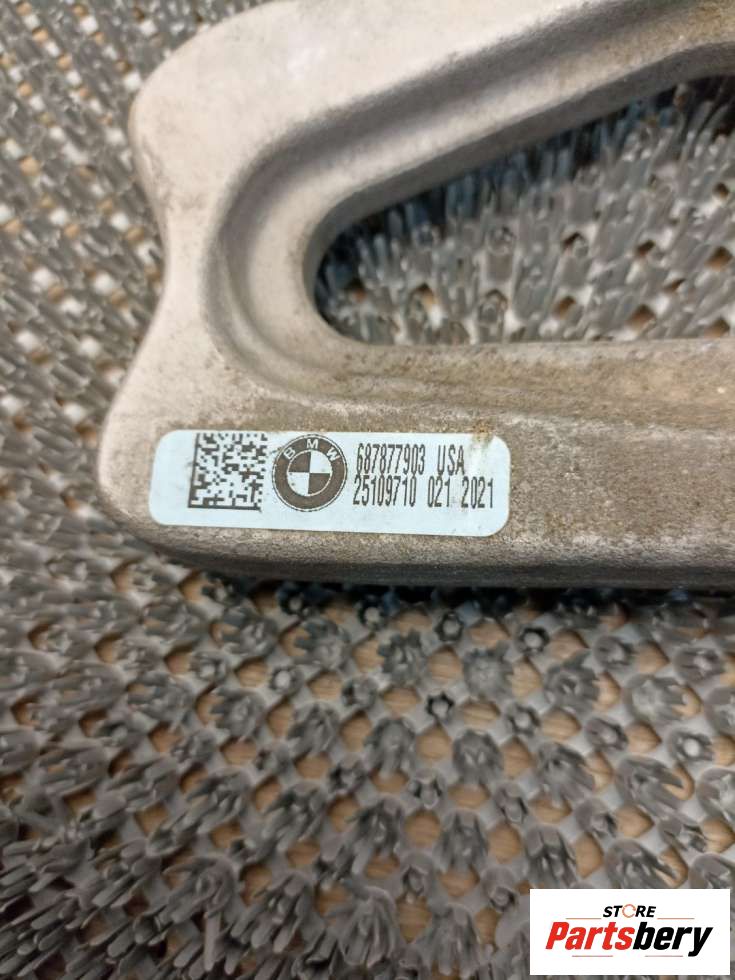 BMW
687877903 USA
25109710 021 2021
STORE
Partsbery